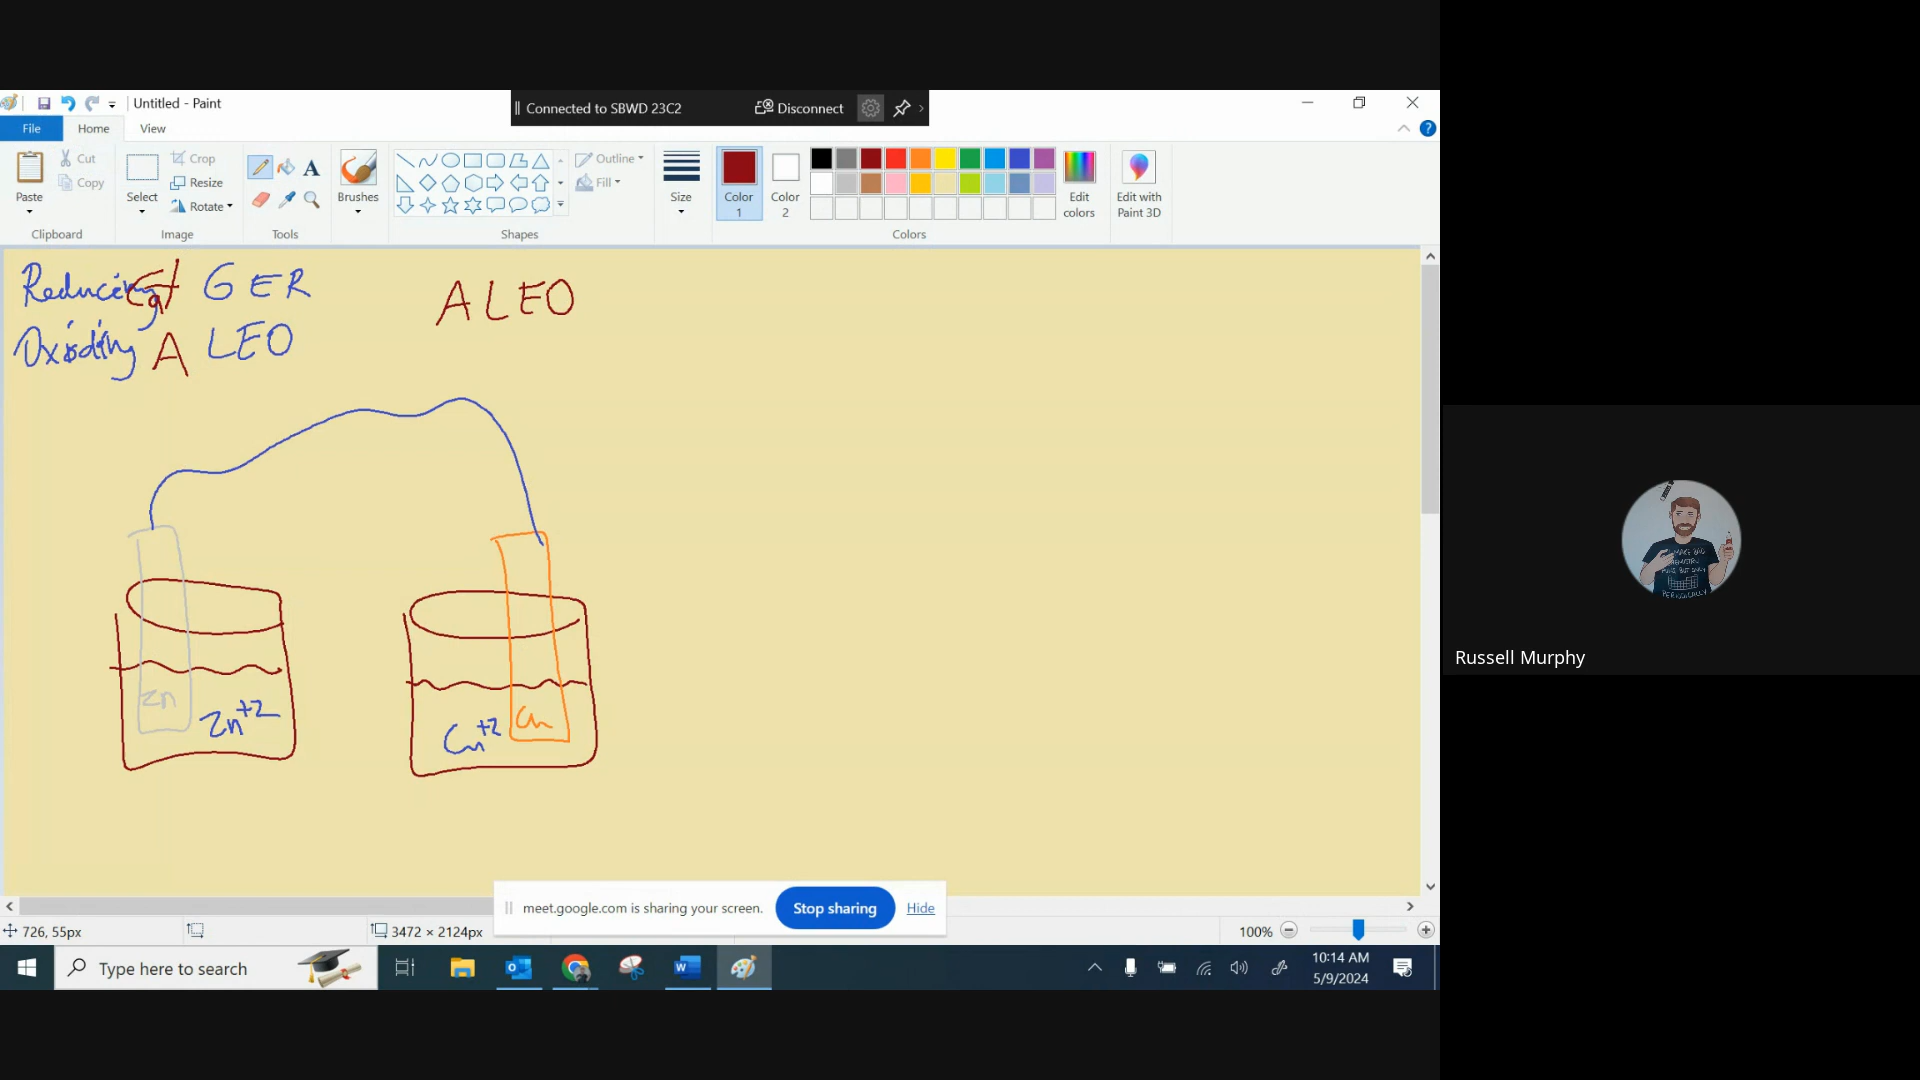 Untitled - Paint
Connected to SBWD 23C2 Disconnect
File Home View
Paste
Cut
Copy
Clipboard
Select
Crop
Resize
Rotate
Image
Tools
Brushes
Shapes
Outline
Fill
Size
Color 1
Color 2
Colors
Edit colors
Edit with Paint 3D
Reducing GER
ALEO
Oxidizing A LEO
Zn
Zn+2
Cu+2
Cu
MAKE BAD
PERIODICALLY
Russell Murphy
meet.google.com is sharing your screen. Stop sharing Hide
726, 55px
3472 × 2124px
100%
Type here to search
10:14 AM
5/9/2024